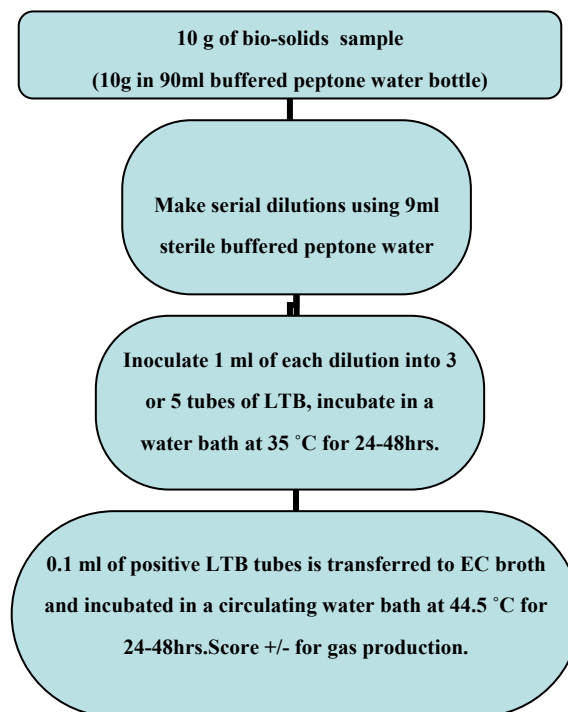 10 g of bio-solids  sample
(10g in 90ml buffered peptone water bottle)
Make serial dilutions using 9ml
sterile buffered peptone water
Inoculate 1 ml of each dilution into 3
or 5 tubes of LTB, incubate in a
water bath at 35 ˚C for 24-48hrs.
0.1 ml of positive LTB tubes is transferred to EC broth
and incubated in a circulating water bath at 44.5 ˚C for
24-48hrs.Score +/- for gas production.